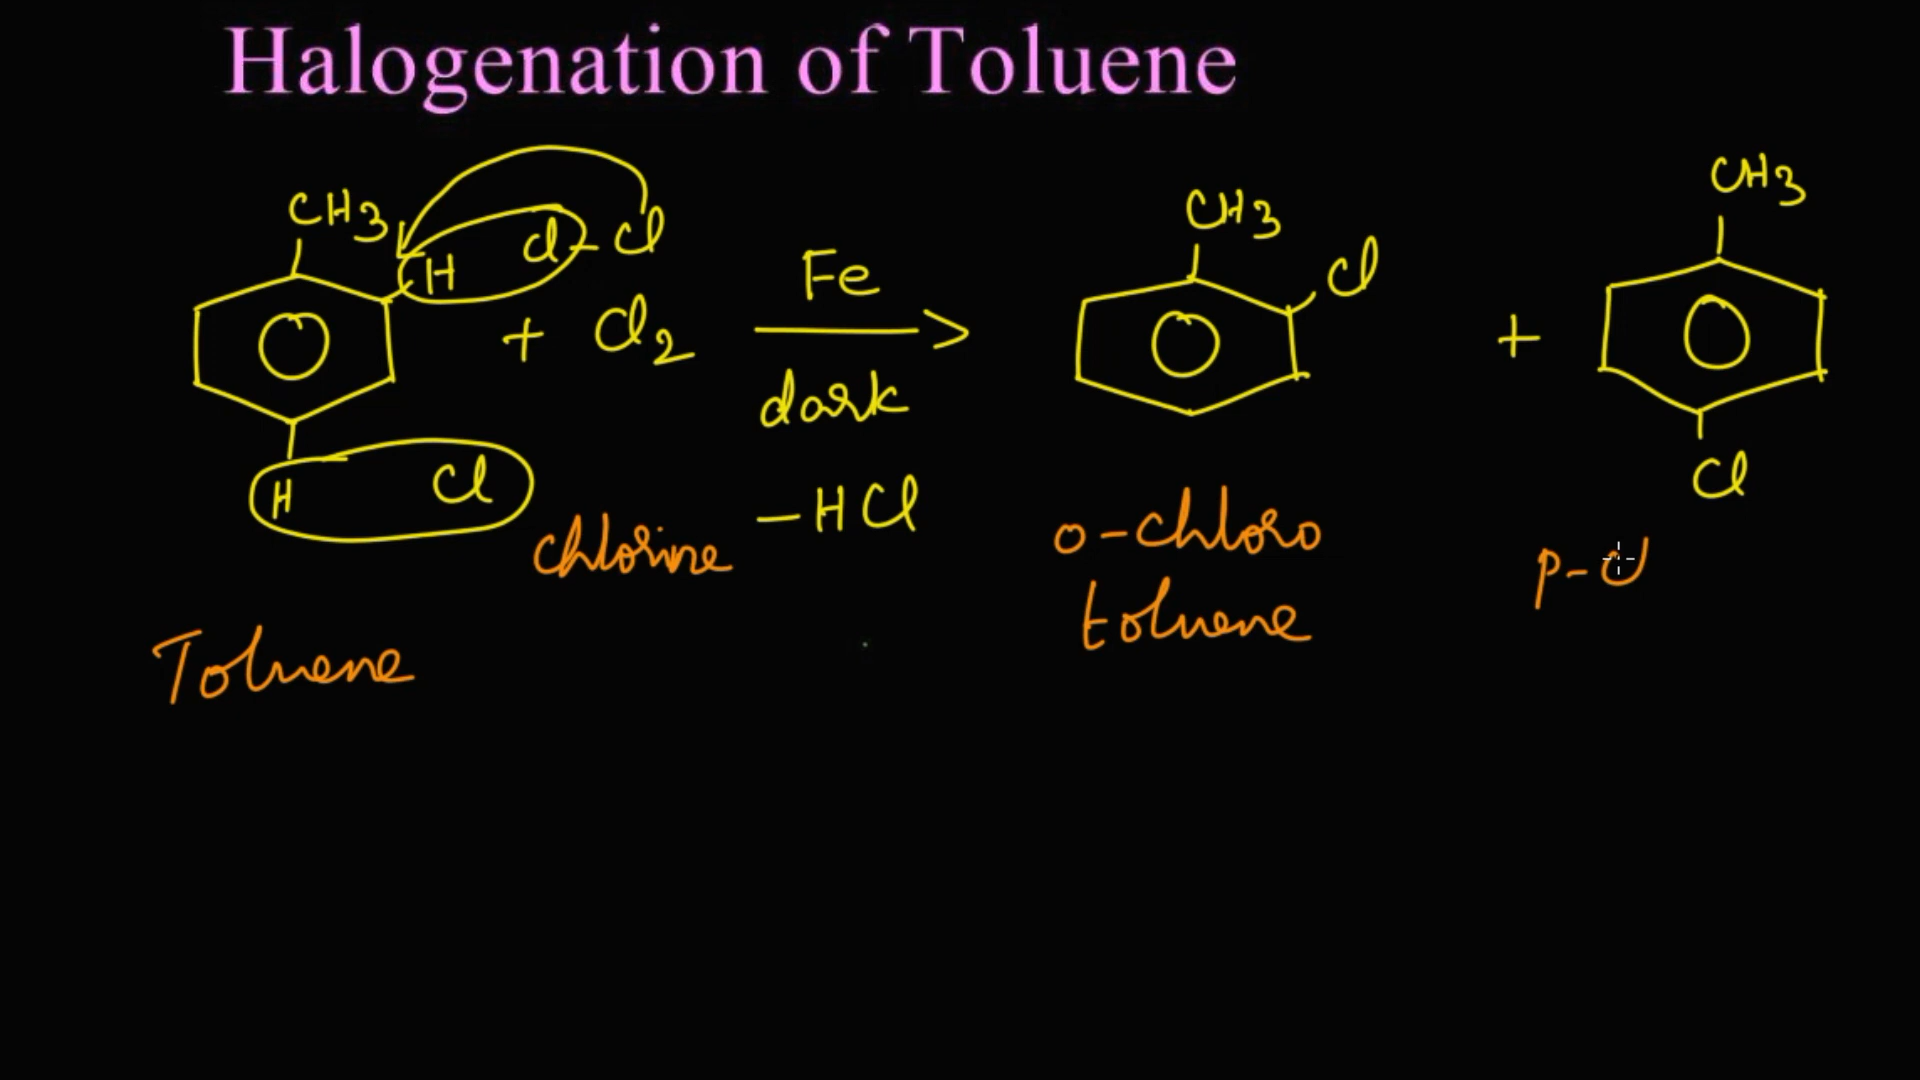 Halogenation of Toluene
CH3
H Cl-Cl
+ Cl2
H Cl
Fe
dark
-HCl
CH3
Cl
+
CH3
Cl
Chlorine
Toluene
o-chloro
toluene
p-Cl